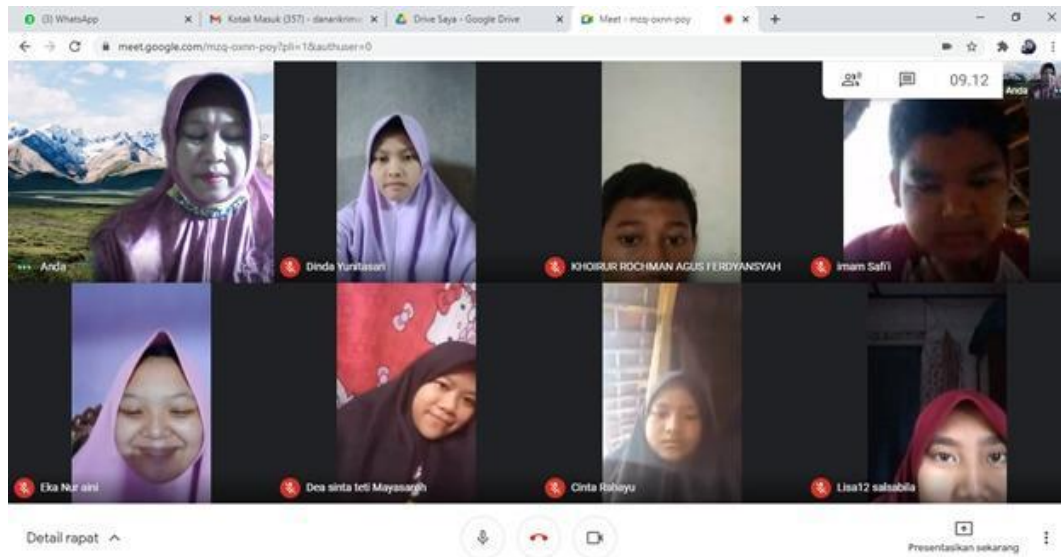 (3) WhatsApp
Kotak Masuk (357) - dananikrimu
Drive Saya - Google Drive
Meet - mzq-oxnn-poy
meet.google.com/mzq-oxnn-poy?pli=1&authuser=0
09.12
Anda
Anda
Dinda Yunitasari
KHOIRUR ROCHMAN AGUS FERDYANSYAH
imam Safi'i
Eka Nur aini
Dea sinta teti Mayasaroh
Cinta Rahayu
Lisa12 salsabila
Detail rapat
Presentasikan sekarang